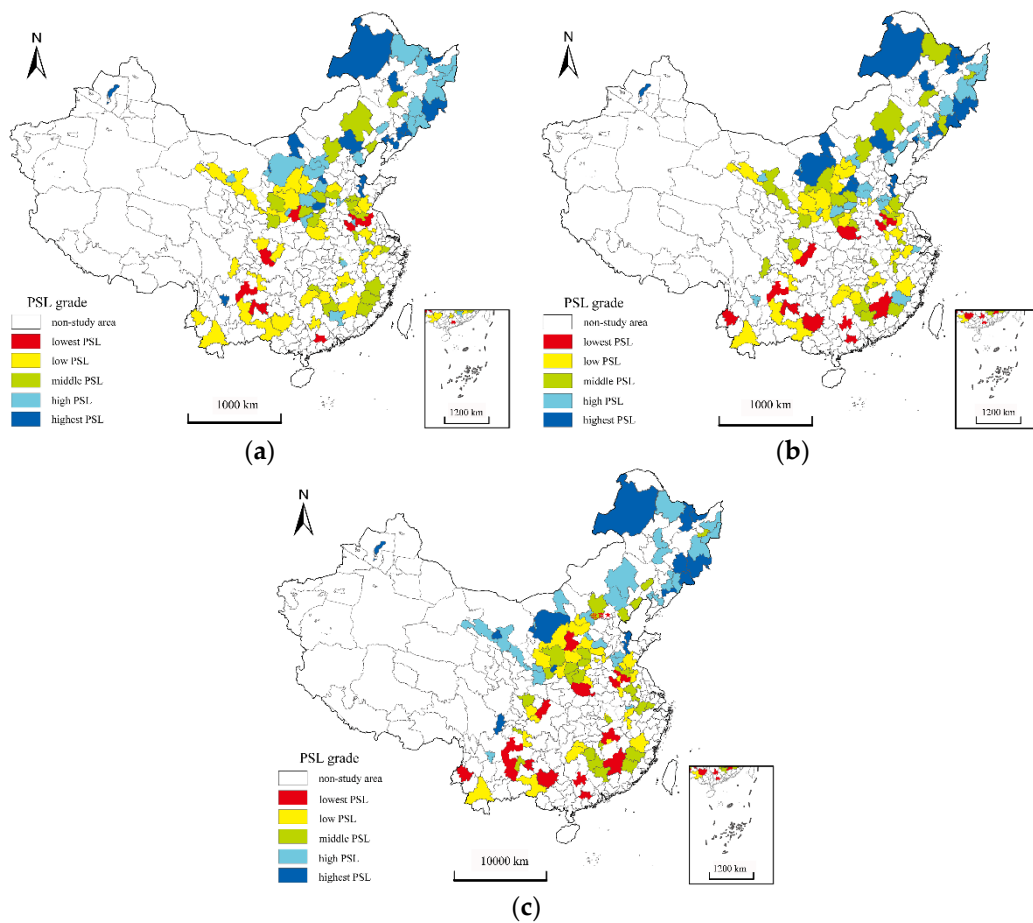 N
PSL grade
non-study area
lowest PSL
low PSL
middle PSL
high PSL
highest PSL
1000 km
1200 km
(a)
N
PSL grade
non-study area
lowest PSL
low PSL
middle PSL
high PSL
highest PSL
1000 km
1200 km
(b)
N
PSL grade
non-study area
lowest PSL
low PSL
middle PSL
high PSL
highest PSL
10000 km
1200 km
(c)